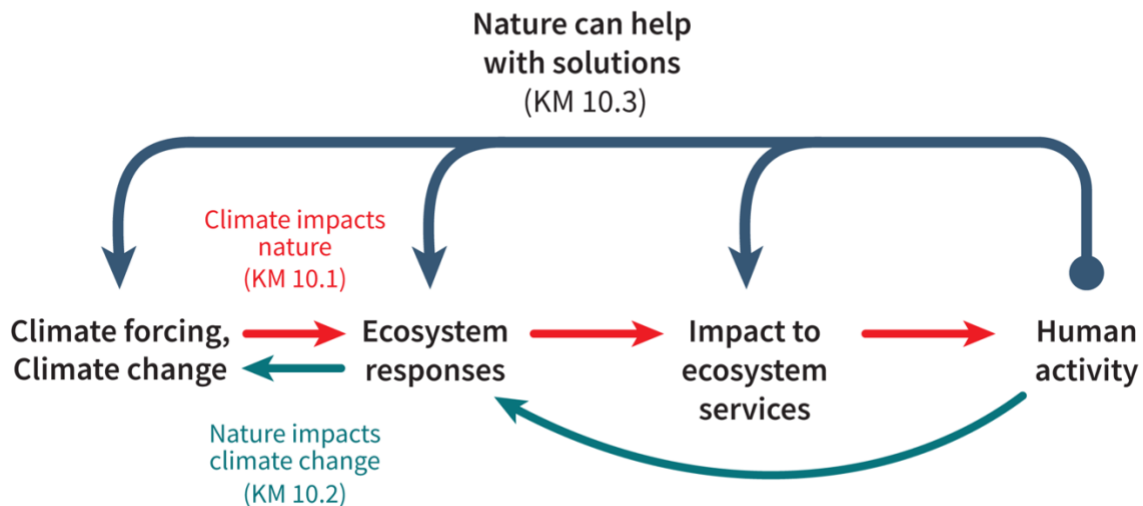 Nature can help
with solutions
(KM 10.3)
Climate impacts
nature
(KM 10.1)
Climate forcing,
Climate change
Ecosystem
responses
Impact to
ecosystem
services
Human
activity
Nature impacts
climate change
(KM 10.2)